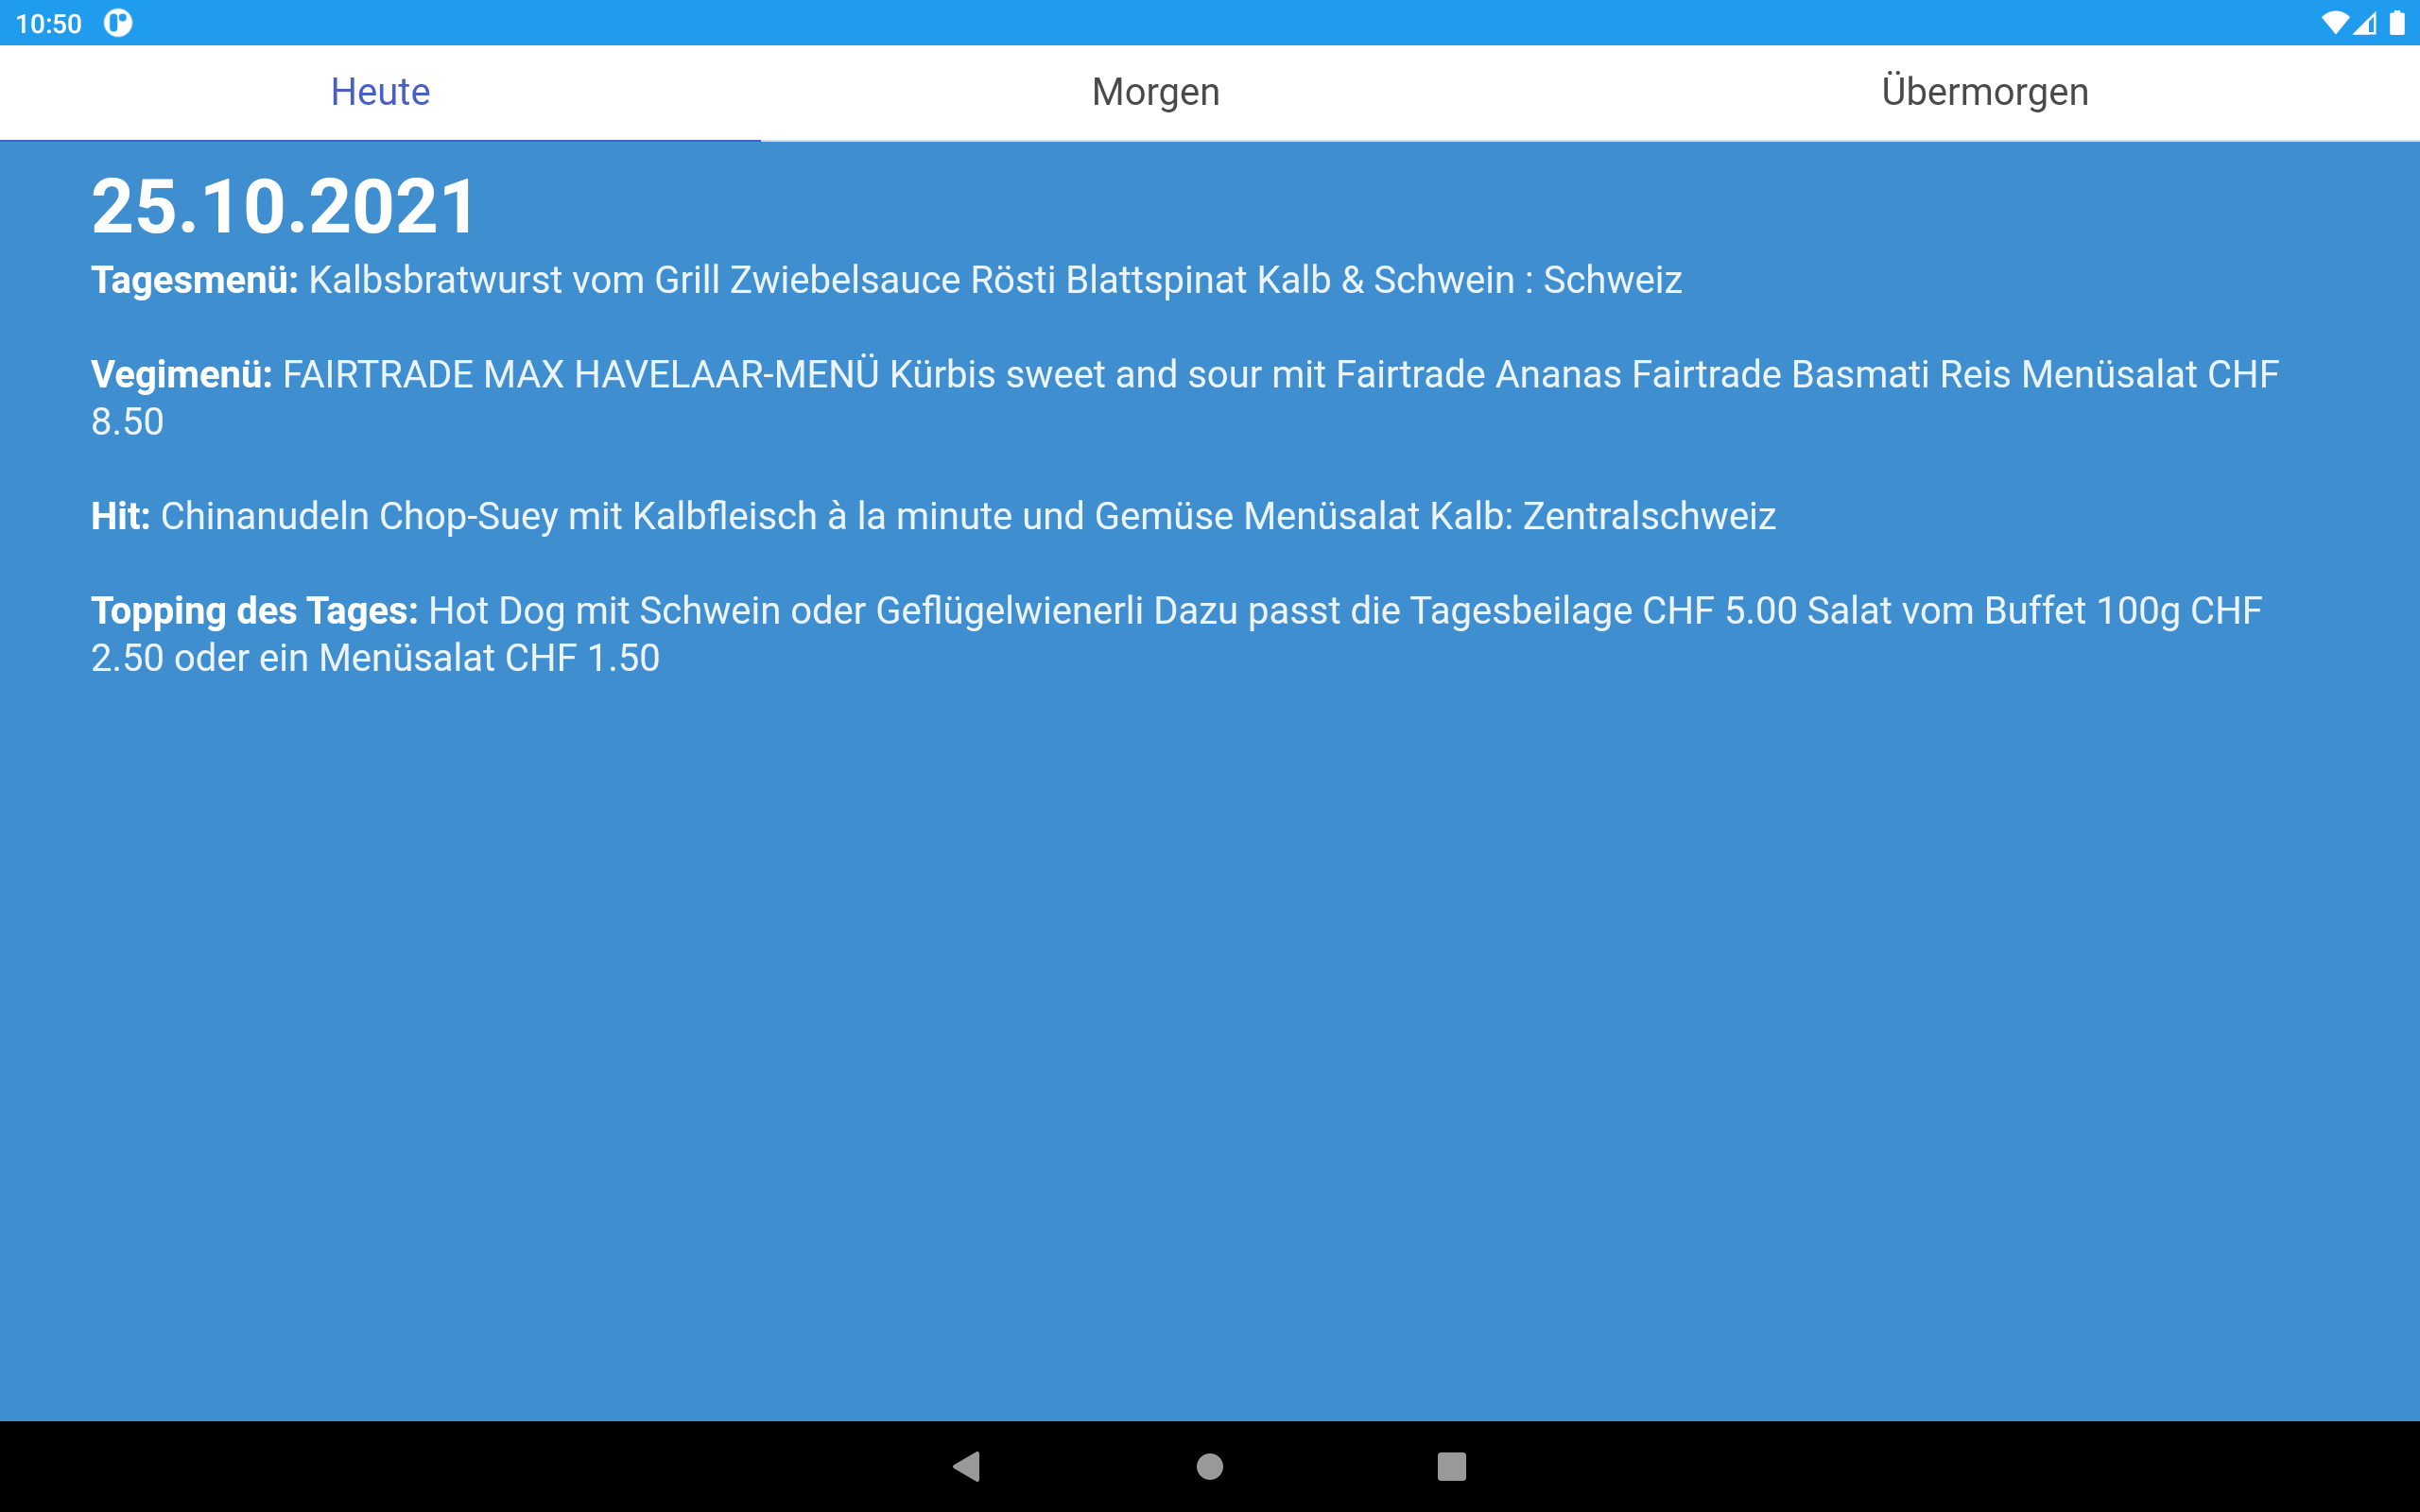 10:50
Heute Morgen Übermorgen
25.10.2021
Tagesmenü: Kalbsbratwurst vom Grill Zwiebelsauce Rösti Blattspinat Kalb & Schwein : Schweiz
Vegimenü: FAIRTRADE MAX HAVELAAR-MENÜ Kürbis sweet and sour mit Fairtrade Ananas Fairtrade Basmati Reis Menüsalat CHF
8.50
Hit: Chinanudeln Chop-Suey mit Kalbfleisch à la minute und Gemüse Menüsalat Kalb: Zentralschweiz
Topping des Tages: Hot Dog mit Schwein oder Geflügelwienerli Dazu passt die Tagesbeilage CHF 5.00 Salat vom Buffet 100g CHF
2.50 oder ein Menüsalat CHF 1.50